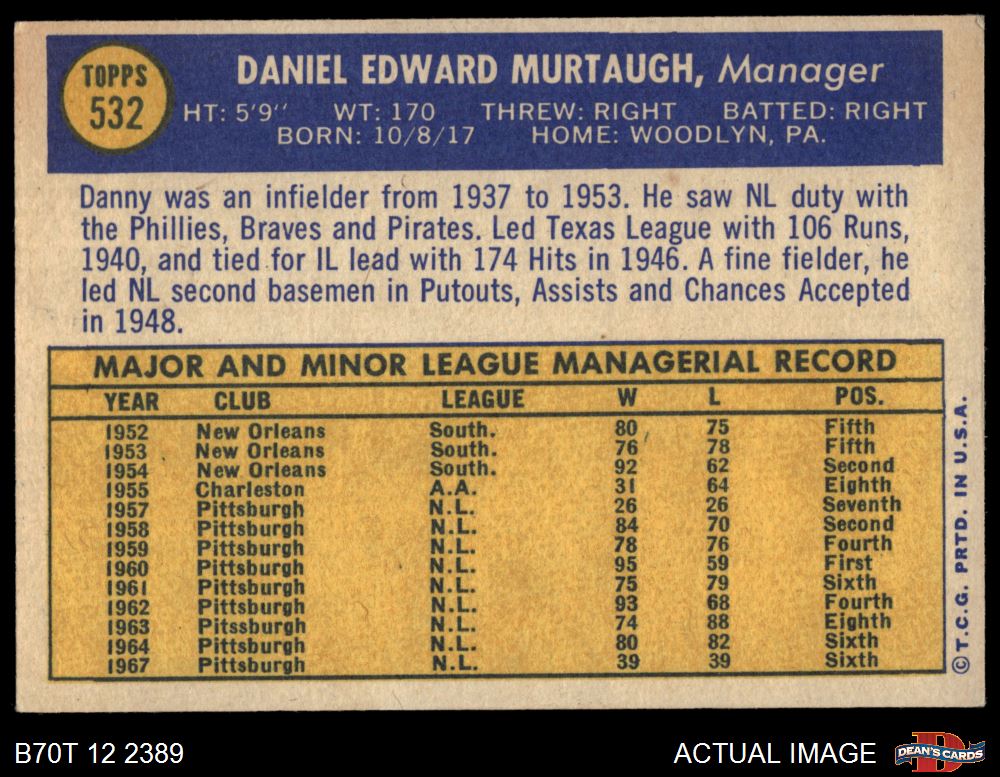 TOPPS
532
DANIEL EDWARD MURTAUGH, Manager
HT: 5'9" WT: 170 THREW: RIGHT BATTED: RIGHT
BORN: 10/8/17 HOME: WOODLYN, PA.
Danny was an infielder from 1937 to 1953. He saw NL duty with
the Phillies, Braves and Pirates. Led Texas League with 106 Runs,
1940, and tied for IL lead with 174 Hits in 1946. A fine fielder, he
led NL second basemen in Putouts, Assists and Chances Accepted
in 1948.
MAJOR AND MINOR LEAGUE MANAGERIAL RECORD
YEAR CLUB LEAGUE W L POS.
1952 New Orleans South. 80 75 Fifth
1953 New Orleans South. 76 78 Fifth
1954 New Orleans South. 92 62 Second
1955 Charleston A.A. 31 64 Eighth
1957 Pittsburgh N.L. 26 26 Seventh
1958 Pittsburgh N.L. 84 70 Second
1959 Pittsburgh N.L. 78 76 Fourth
1960 Pittsburgh N.L. 95 59 First
1961 Pittsburgh N.L. 75 79 Sixth
1962 Pittsburgh N.L. 93 68 Fourth
1963 Pitssburgh N.L. 74 88 Eighth
1964 Pittsburgh N.L. 80 82 Sixth
1967 Pittsburgh N.L. 39 39 Sixth
© T.C.G. PRTD. IN U.S.A.
B70T 12 2389
ACTUAL IMAGE
DEAN'S CARDS